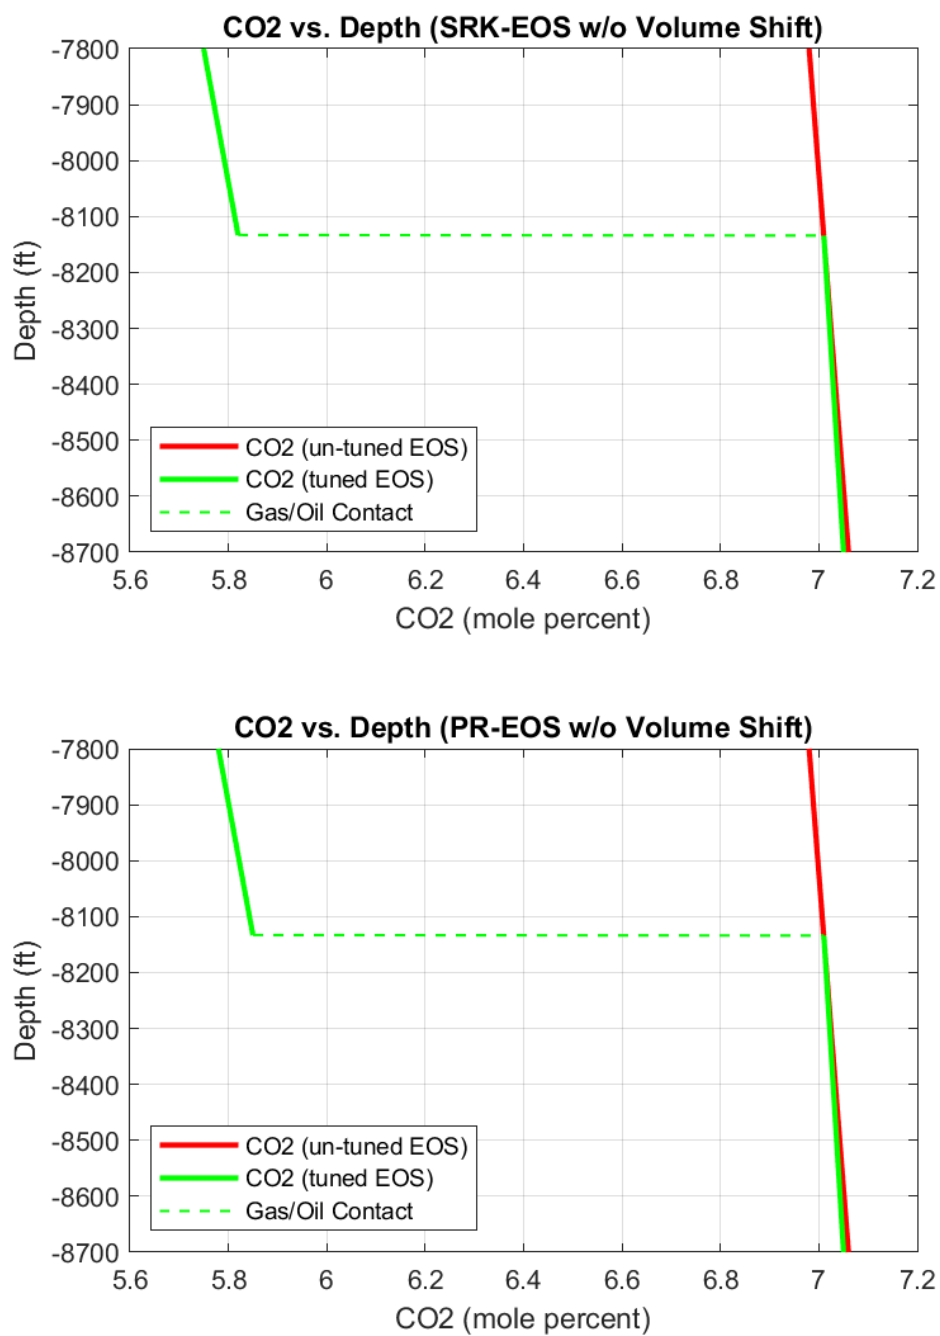 CO2 vs. Depth (SRK-EOS w/o Volume Shift)
-7800
-7900
-8000
-8100
-8200
-8300
-8400
-8500
-8600
-8700
Depth (ft)
CO2 (un-tuned EOS)
CO2 (tuned EOS)
Gas/Oil Contact
5.6 5.8 6 6.2 6.4 6.6 6.8 7 7.2
CO2 (mole percent)
CO2 vs. Depth (PR-EOS w/o Volume Shift)
-7800
-7900
-8000
-8100
-8200
-8300
-8400
-8500
-8600
-8700
Depth (ft)
CO2 (un-tuned EOS)
CO2 (tuned EOS)
Gas/Oil Contact
5.6 5.8 6 6.2 6.4 6.6 6.8 7 7.2
CO2 (mole percent)